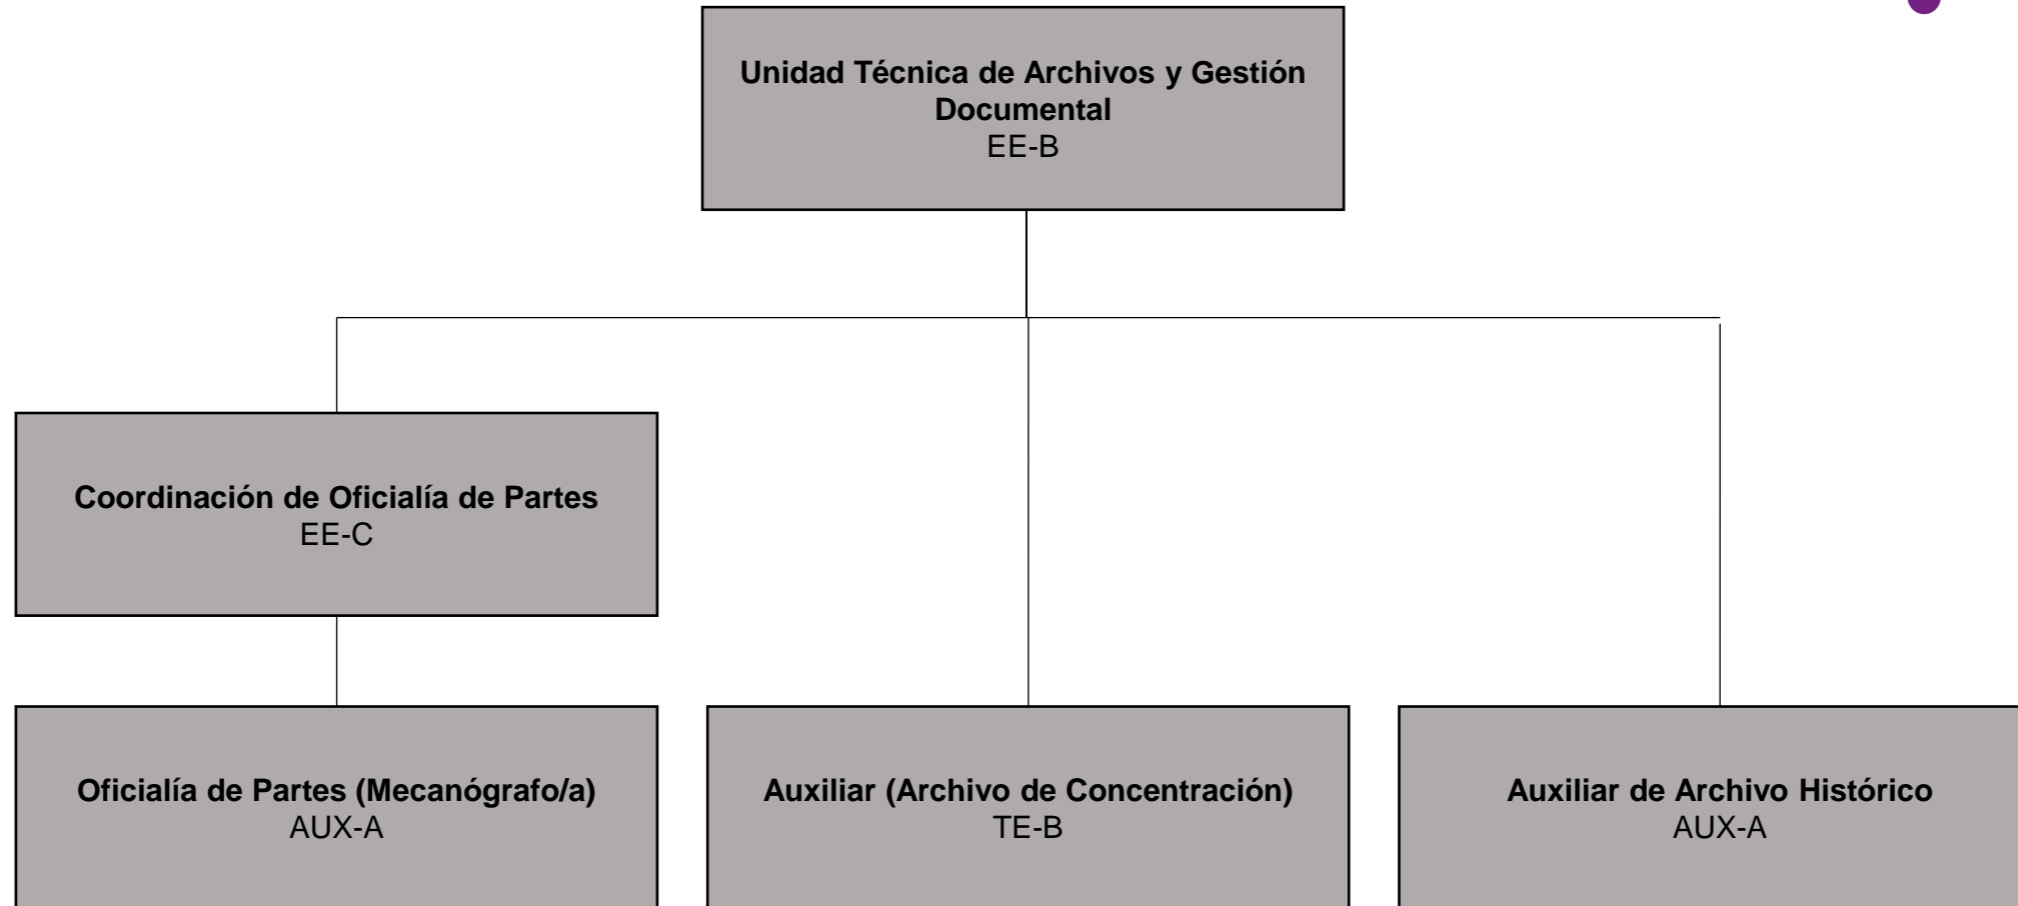 Unidad Técnica de Archivos y Gestión
Documental
EE-B
Coordinación de Oficialía de Partes
EE-C
Oficialía de Partes (Mecanógrafo/a)
AUX-A
Auxiliar (Archivo de Concentración)
TE-B
Auxiliar de Archivo Histórico
AUX-A